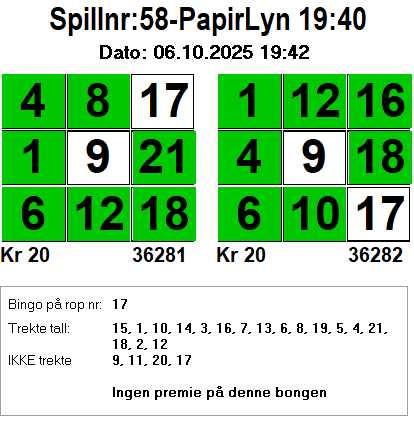 Spillnr:58-PapirLyn 19:40
Dato: 06.10.2025 19:42
4 8 17 1 12 16
1 9 21 4 9 18
6 12 18 6 10 17
Kr 20 36281 Kr 20 36282
Bingo på rop nr: 17
Trekte tall: 15, 1, 10, 14, 3, 16, 7, 13, 6, 8, 19, 5, 4, 21,
18, 2, 12
IKKE trekte 9, 11, 20, 17
Ingen premie på denne bongen